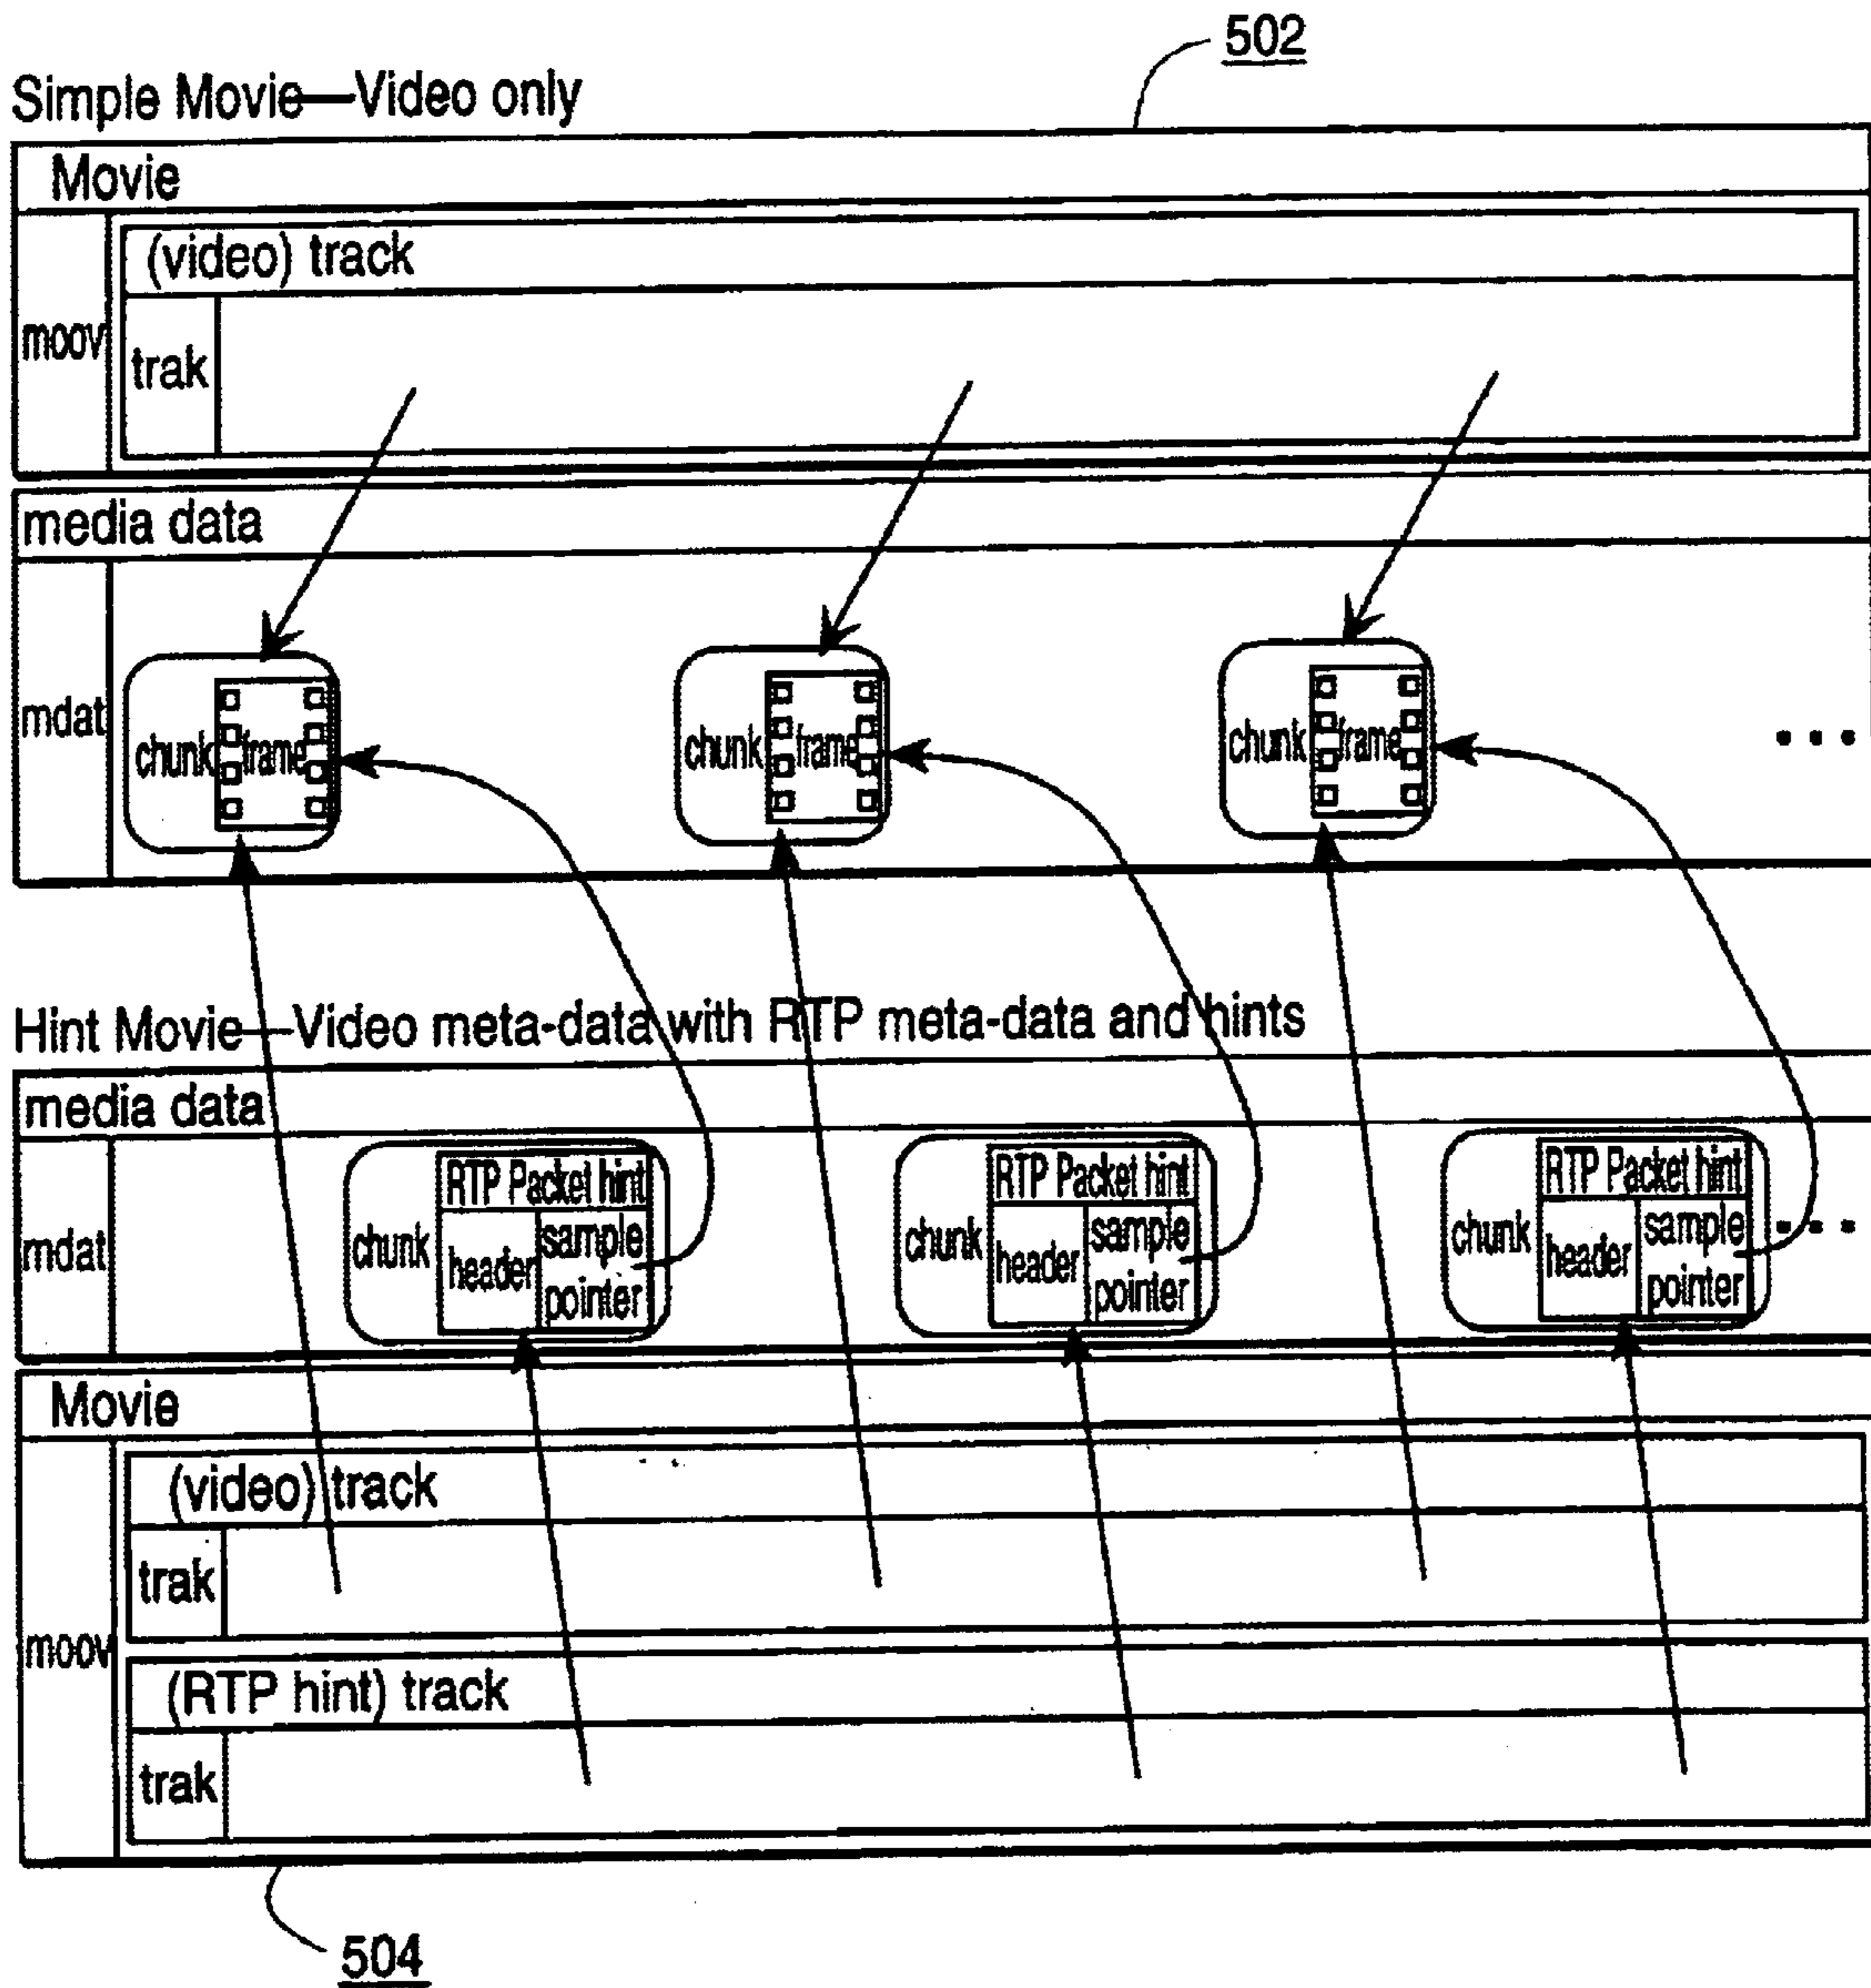 502
Simple Movie—Video only
Movie
(video) track
moov
trak
media data
mdat
chunk frame
chunk frame
chunk frame
...
Hint Movie—Video meta-data with RTP meta-data and hints
media data
RTP Packet hint
RTP Packet hint
RTP Packet hint
mdat
chunk
header
sample
pointer
chunk
header
sample
pointer
chunk
header
sample
pointer
...
Movie
(video) track
trak
moov
(RTP hint) track
trak
504